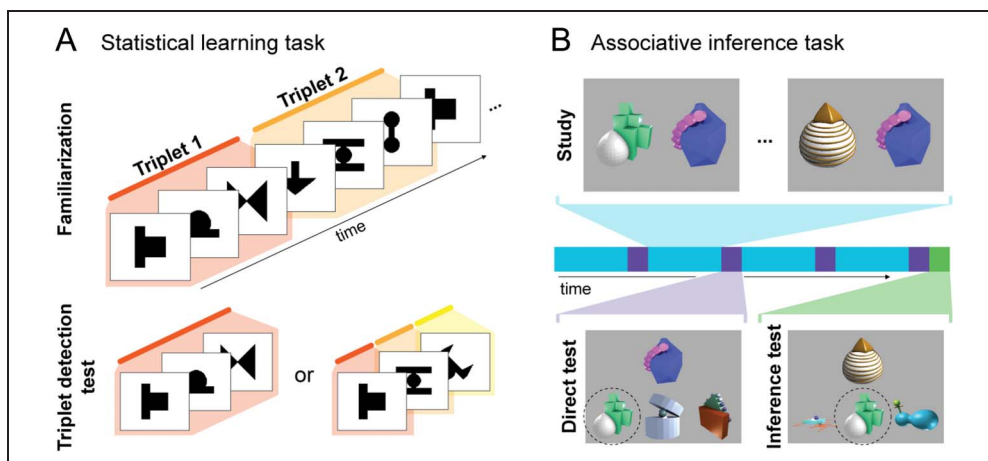 A Statistical learning task
Familiarization
Triplet 1
Triplet 2
...
time
Triplet detection
test
or
B Associative inference task
Study
...
time
Direct test
Inference test